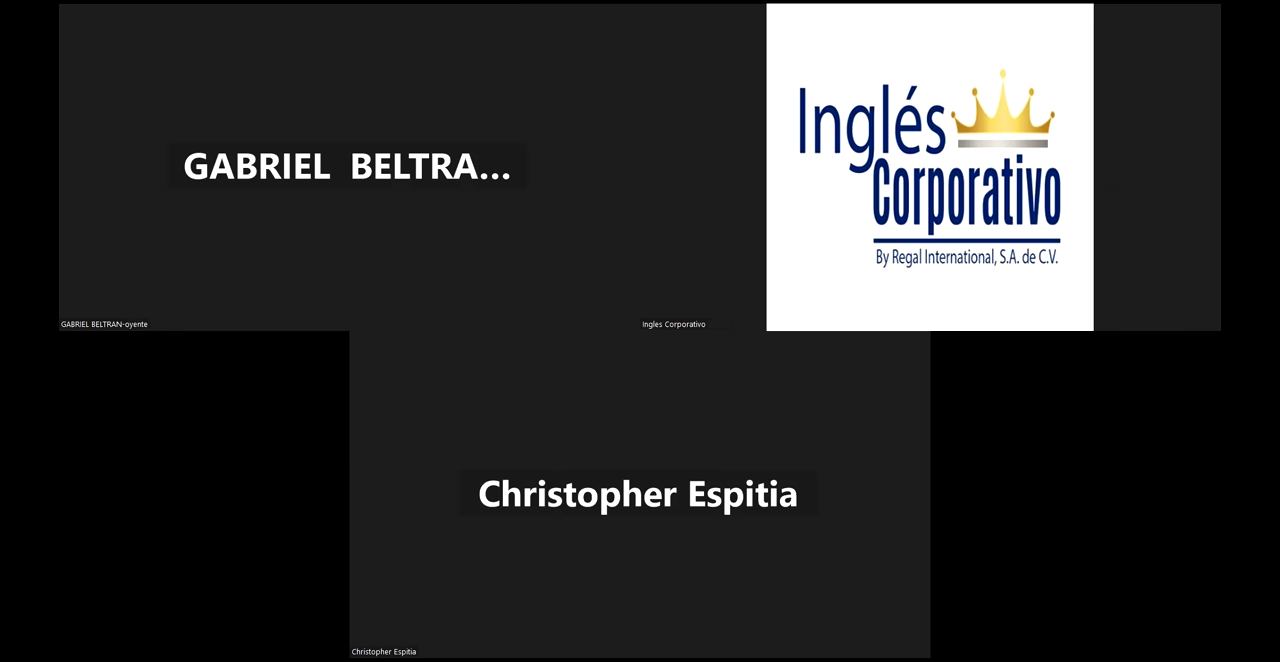 GABRIEL  BELTRA...
GABRIEL BELTRAN-oyente
Inglés
Corporativo
By Regal International, S.A. de C.V.
Ingles Corporativo
Christopher Espitia
Christopher Espitia